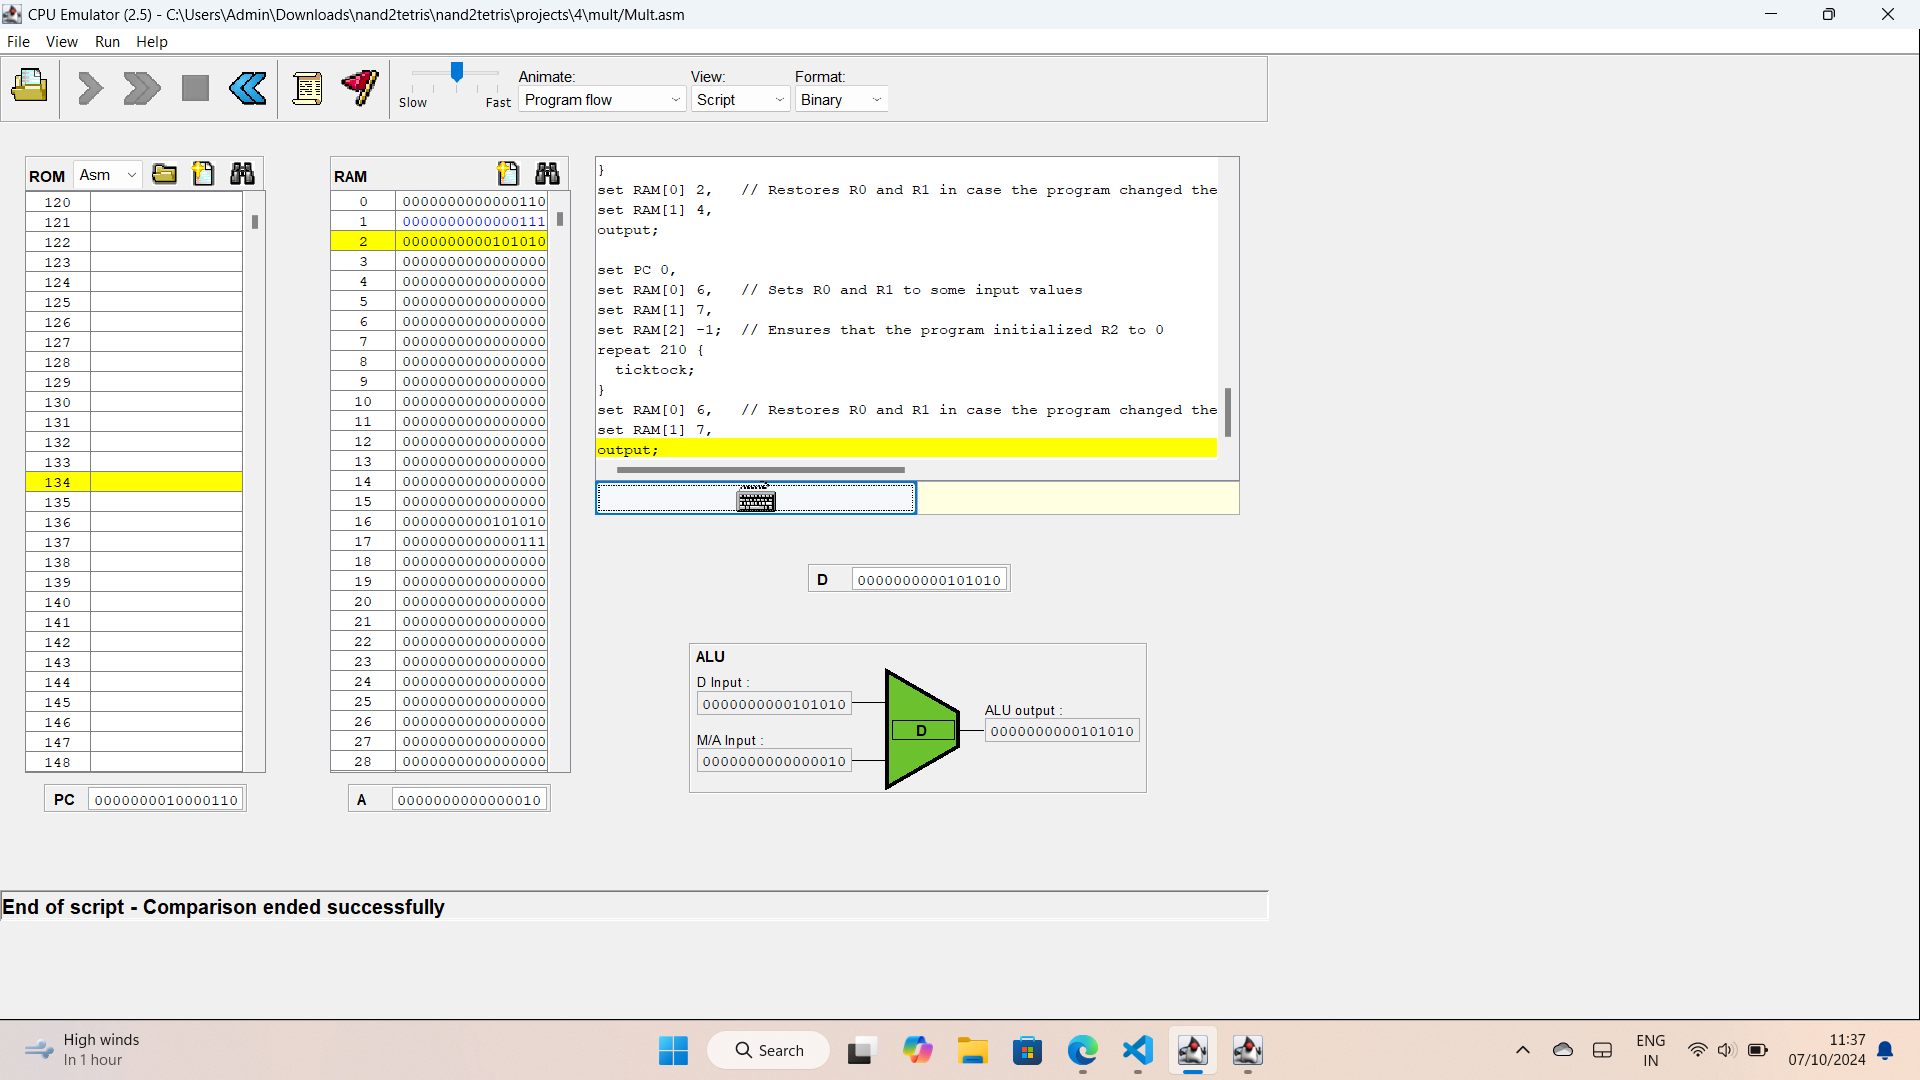 CPU Emulator (2.5) - C:\Users\Admin\Downloads\nand2tetris\nand2tetris\projects\4\mult/Mult.asm
File View Run Help
Slow Fast
Animate: View: Format:
Program flow Script Binary
ROM Asm
120
121
122
123
124
125
126
127
128
129
130
131
132
133
134
135
136
137
138
139
140
141
142
143
144
145
146
147
148
PC 0000000010000110
RAM
0 0000000000000110
1 0000000000000111
2 0000000000101010
3 0000000000000000
4 0000000000000000
5 0000000000000000
6 0000000000000000
7 0000000000000000
8 0000000000000000
9 0000000000000000
10 0000000000000000
11 0000000000000000
12 0000000000000000
13 0000000000000000
14 0000000000000000
15 0000000000000000
16 0000000000101010
17 0000000000000111
18 0000000000000000
19 0000000000000000
20 0000000000000000
21 0000000000000000
22 0000000000000000
23 0000000000000000
24 0000000000000000
25 0000000000000000
26 0000000000000000
27 0000000000000000
28 0000000000000000
A 0000000000000010
}
set RAM[0] 2,   // Restores R0 and R1 in case the program changed the
set RAM[1] 4,
output;
set PC 0,
set RAM[0] 6,   // Sets R0 and R1 to some input values
set RAM[1] 7,
set RAM[2] -1;  // Ensures that the program initialized R2 to 0
repeat 210 {
  ticktock;
}
set RAM[0] 6,   // Restores R0 and R1 in case the program changed the
set RAM[1] 7,
output;
D 0000000000101010
ALU
D Input :
0000000000101010
M/A Input :
0000000000000010
D
ALU output :
0000000000101010
End of script - Comparison ended successfully
High winds
In 1 hour
Search
ENG
IN
11:37
07/10/2024